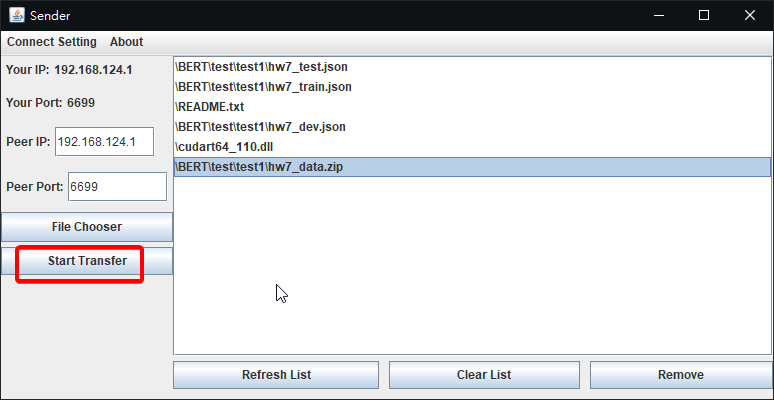 Sender
Connect Setting About
Your IP: 192.168.124.1
Your Port: 6699
Peer IP: 192.168.124.1
Peer Port: 6699
File Chooser
Start Transfer
\BERT\test\test1\hw7_test.json
\BERT\test\test1\hw7_train.json
\README.txt
\BERT\test\test1\hw7_dev.json
\cudart64_110.dll
\BERT\test\test1\hw7_data.zip
Refresh List Clear List Remove